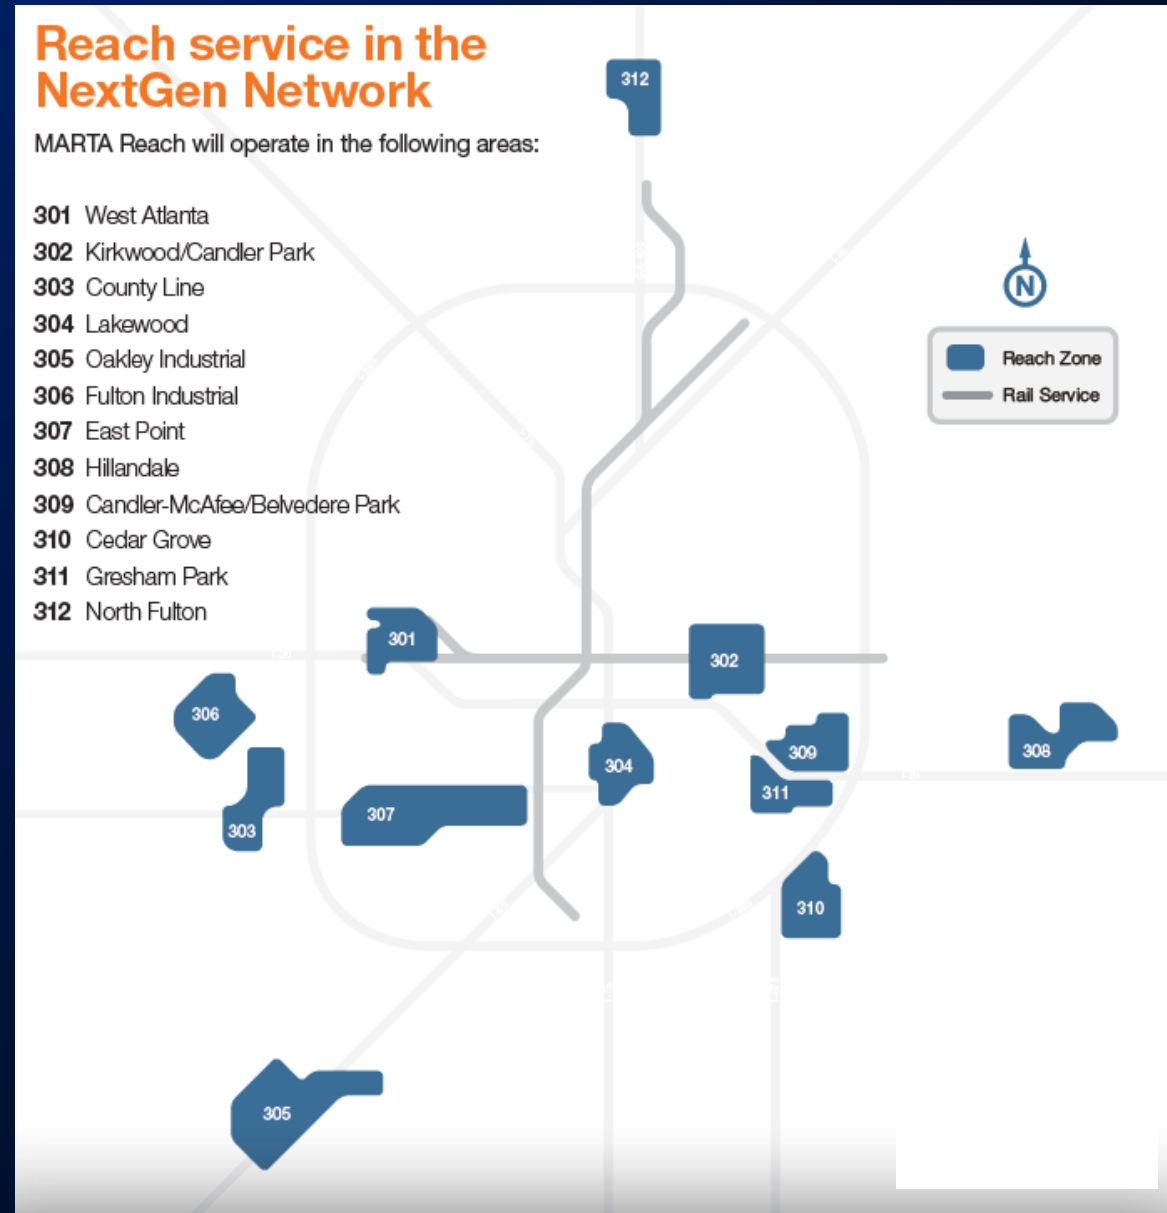 Reach service in the
NextGen Network
MARTA Reach will operate in the following areas:
301 West Atlanta
302 Kirkwood/Candler Park
303 County Line
304 Lakewood
305 Oakley Industrial
306 Fulton Industrial
307 East Point
308 Hillandale
309 Candler-McAfee/Belvedere Park
310 Cedar Grove
311 Gresham Park
312 North Fulton
312
N
Reach Zone
Rail Service
301
302
306
304
309
308
311
307
303
310
305